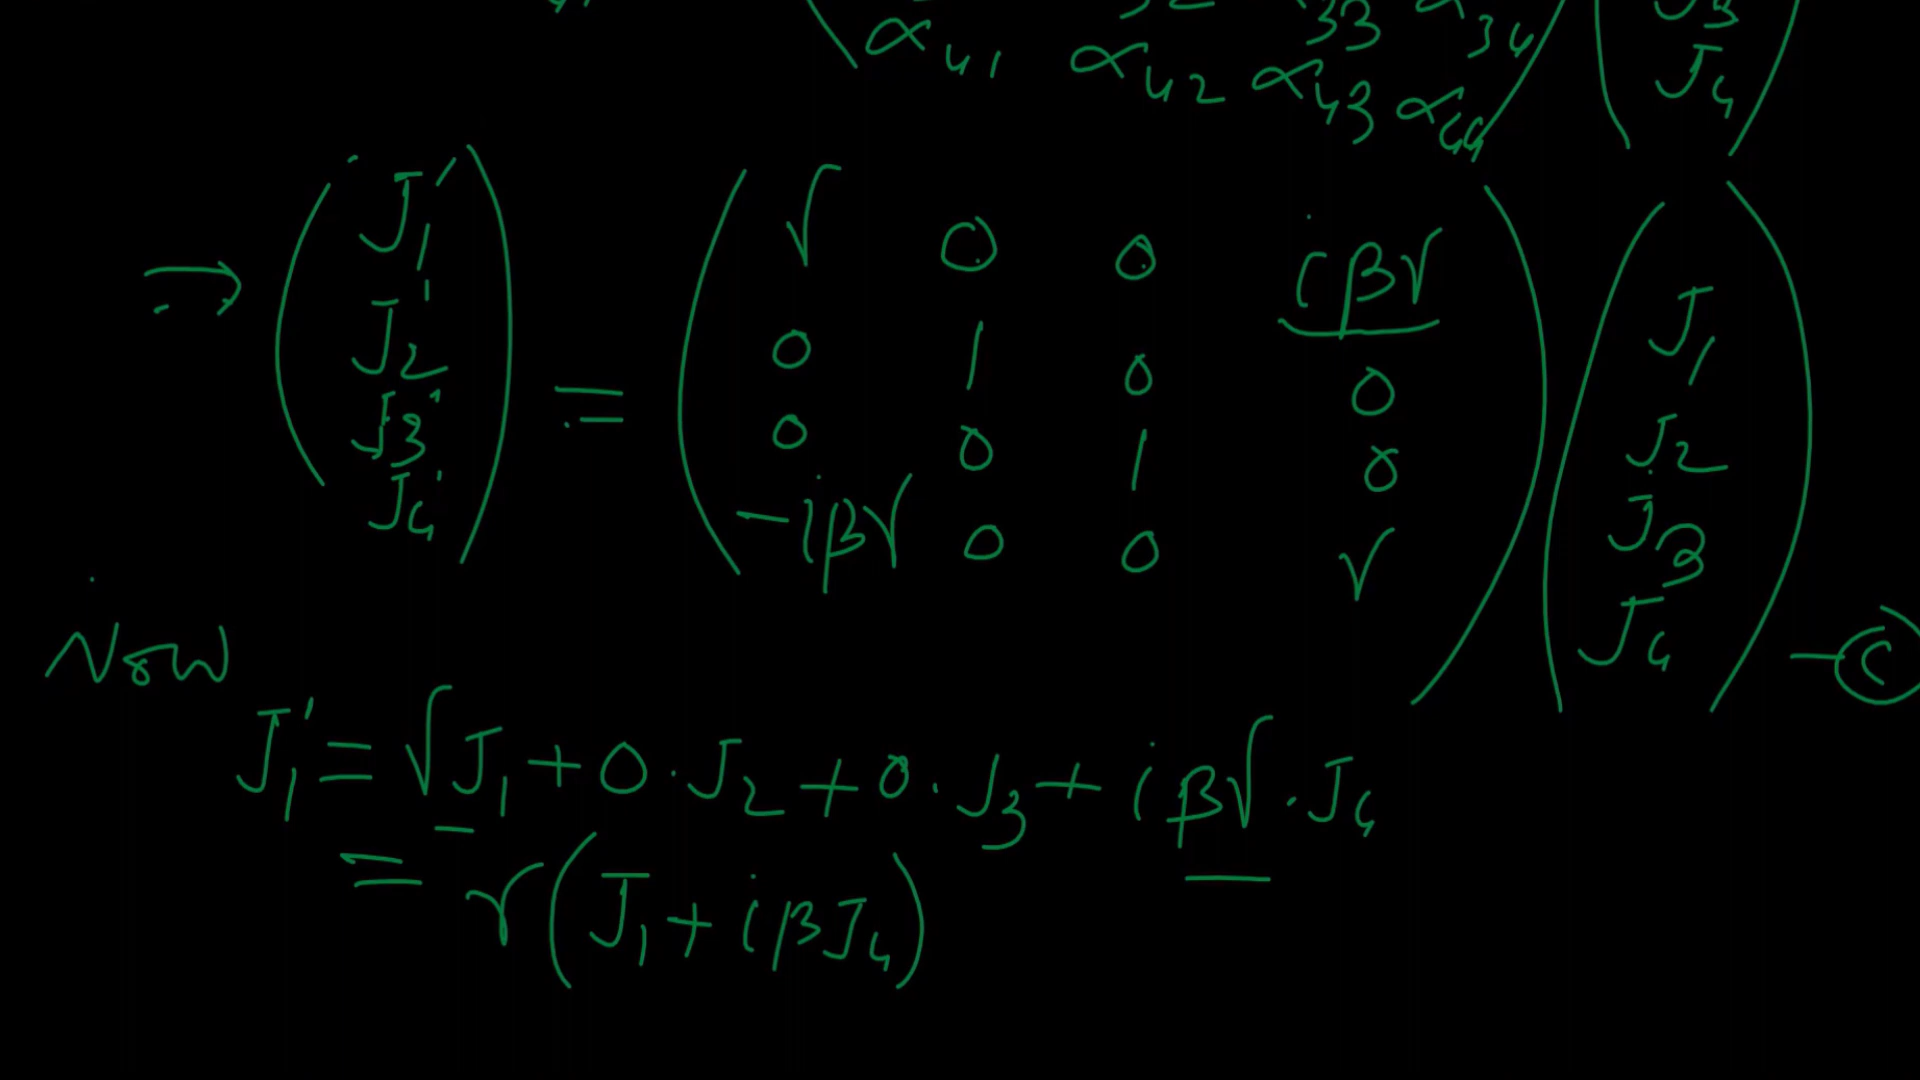 α₄₁ α₄₂ α₄₃ α₄₄ J₄
⇒ (J₁′ J₂′ J₃′ J₄′) = (γ 0 0 iβγ) (J₁
0 1 0 0 J₂
0 0 1 0 J₃
-iβγ 0 0 γ) J₄) - C
Now
J₁′ = γJ₁ + 0·J₂ + 0·J₃ + iβγ·J₄
= γ(J₁ + iβJ₄)